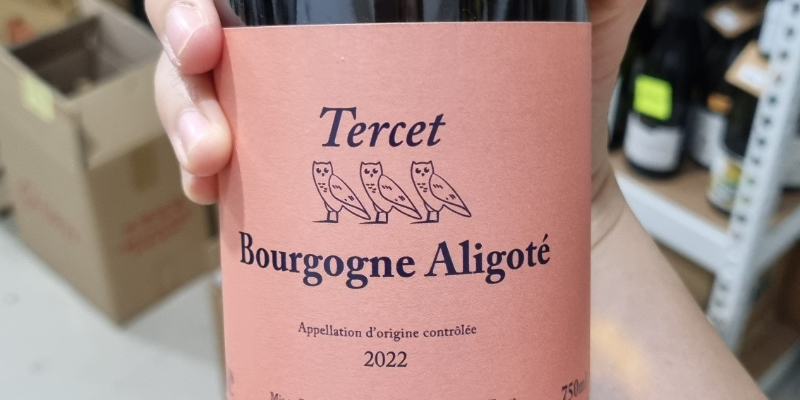 Tercet
Bourgogne Aligoté
Appellation d'origine contrôlée
2022
750ml